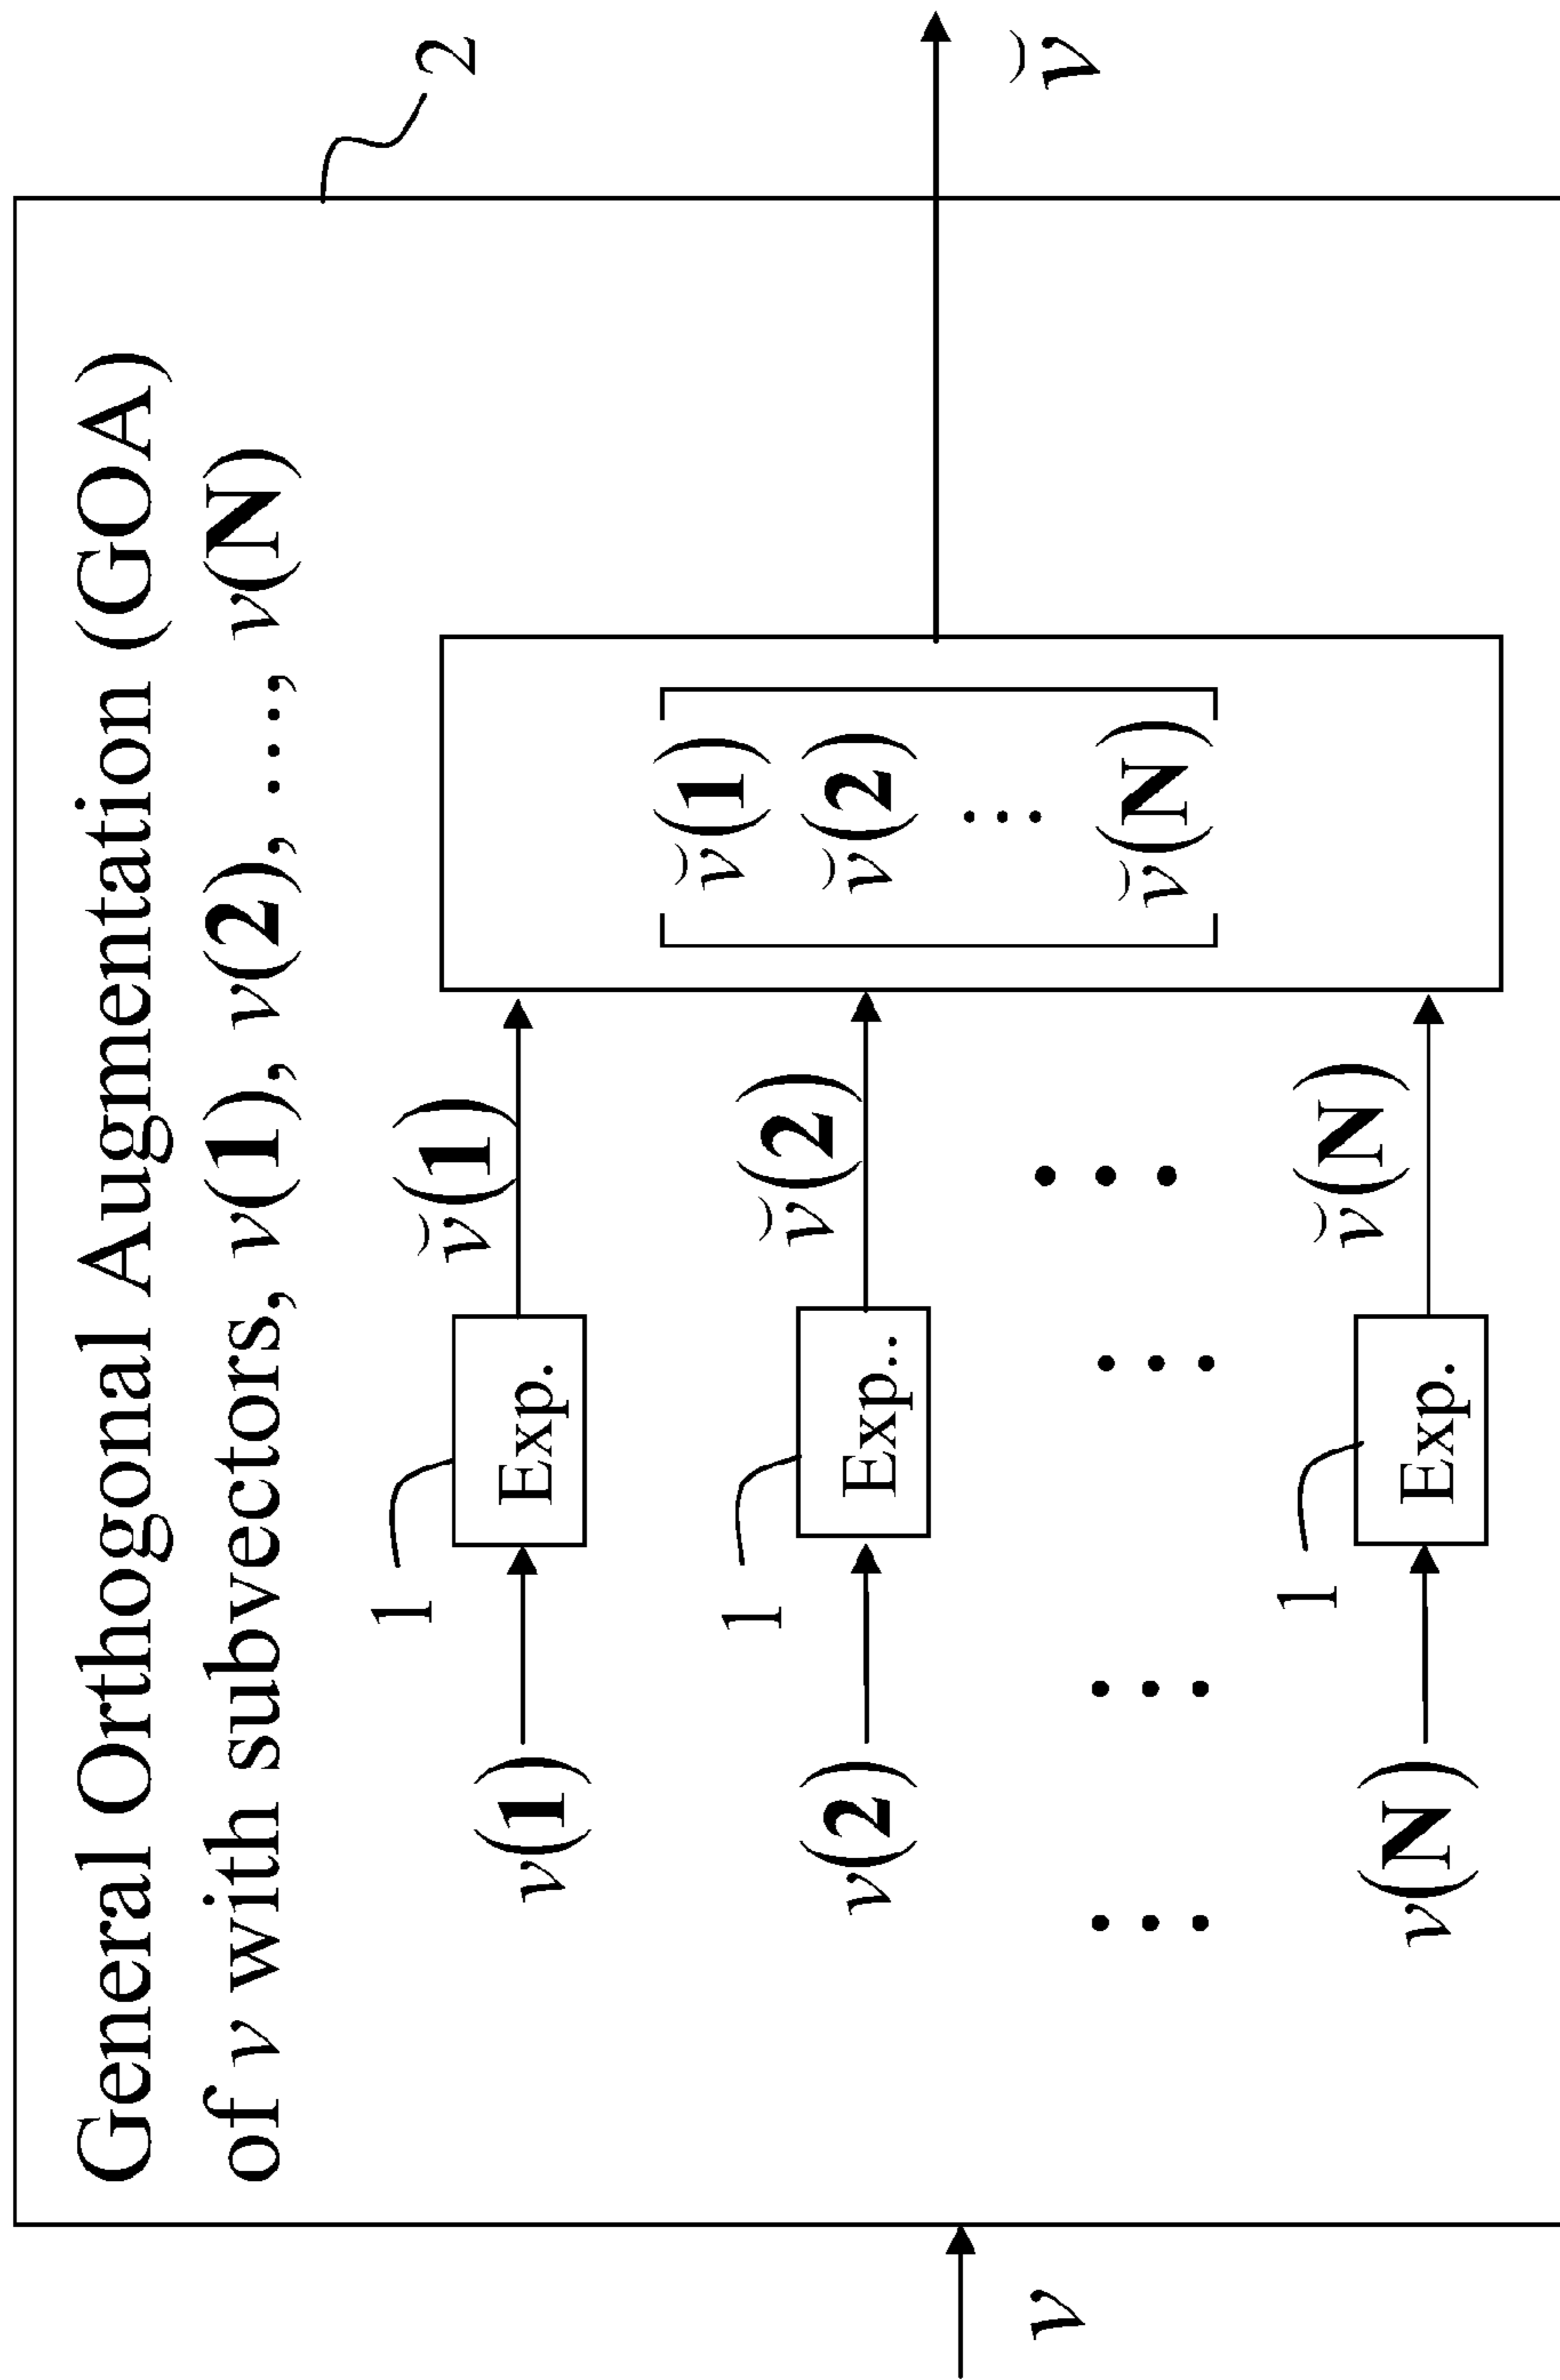 General Orthogonal Augmentation (GOA)
of v with subvectors, v(1), v(2), ...., v(N)
2
v
v(1)
1
Exp.
v̆(1)
v(2)
1
Exp..
v̆(2)
v(N)
1
Exp.
v̆(N)
v̆(1)
v̆(2)
⋮
v̆(N)
v̆